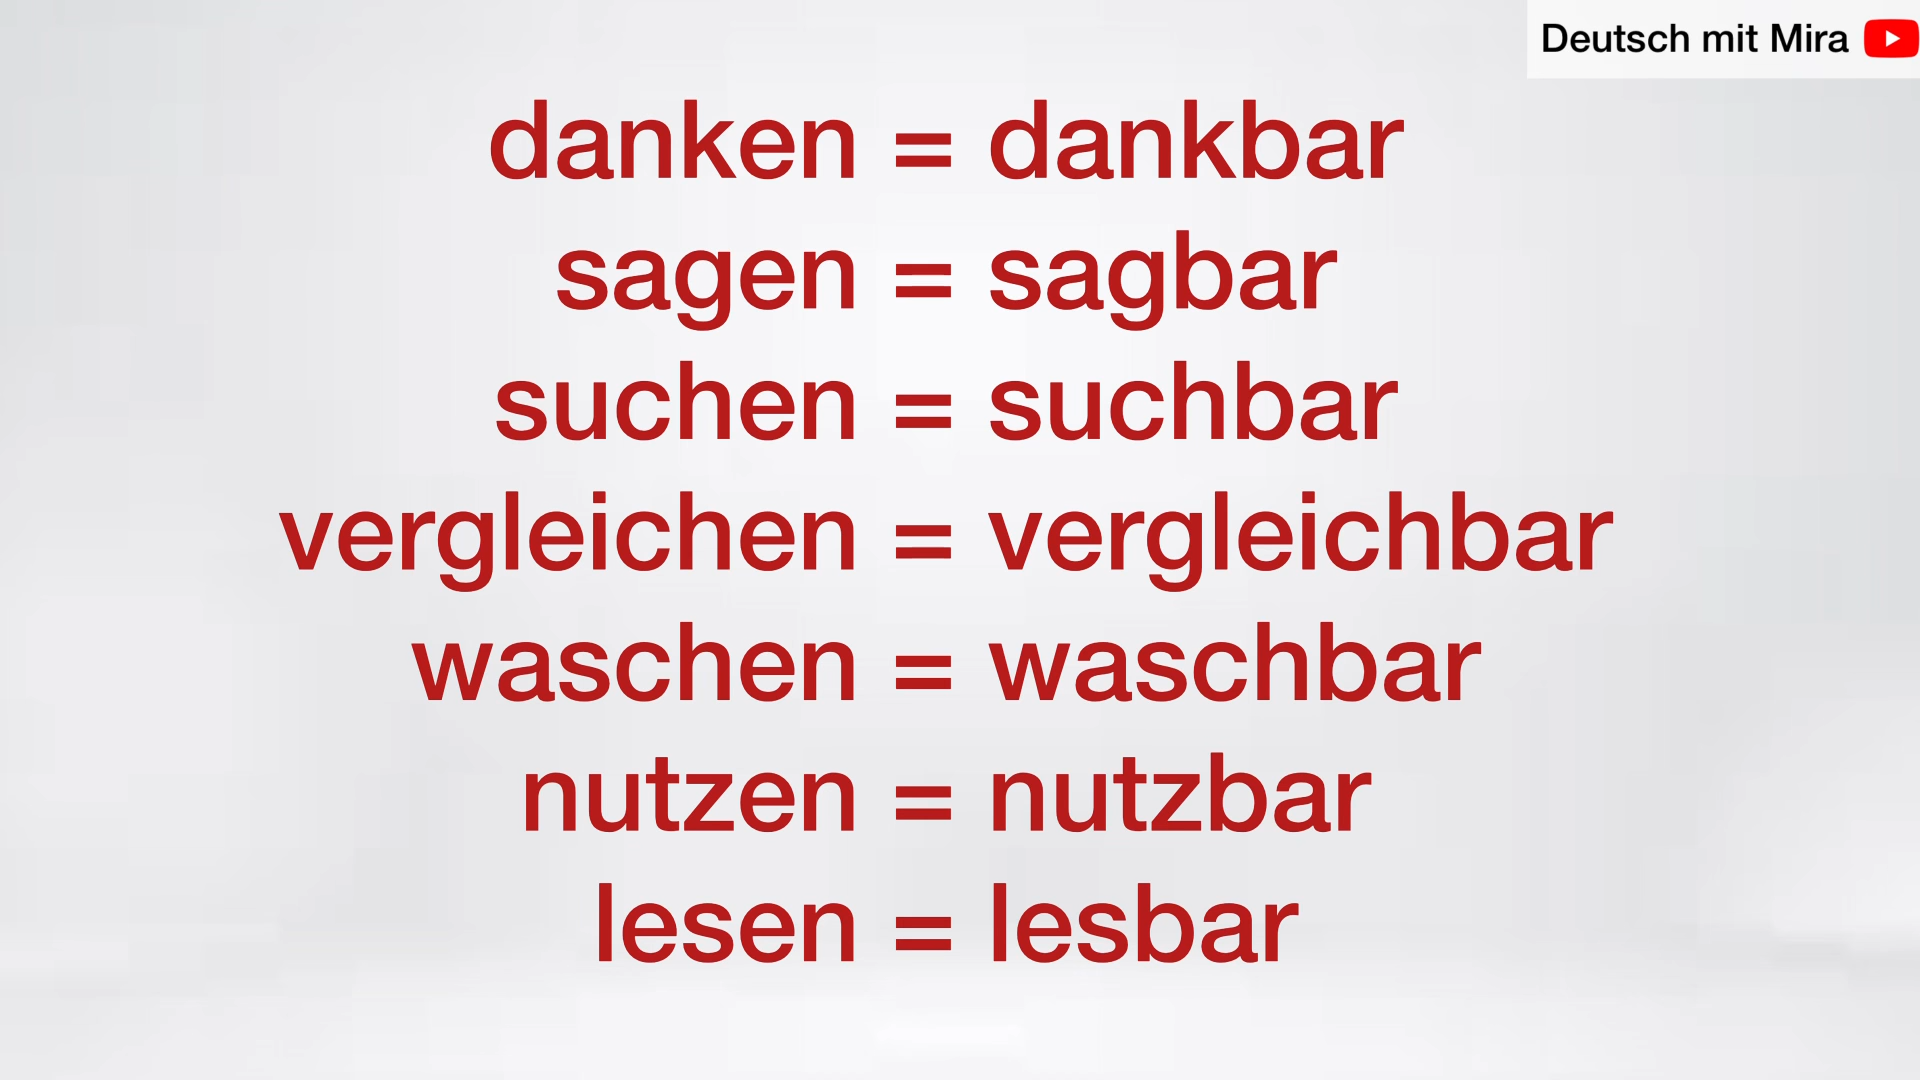 Deutsch mit Mira
danken = dankbar
sagen = sagbar
suchen = suchbar
vergleichen = vergleichbar
waschen = waschbar
nutzen = nutzbar
lesen = lesbar